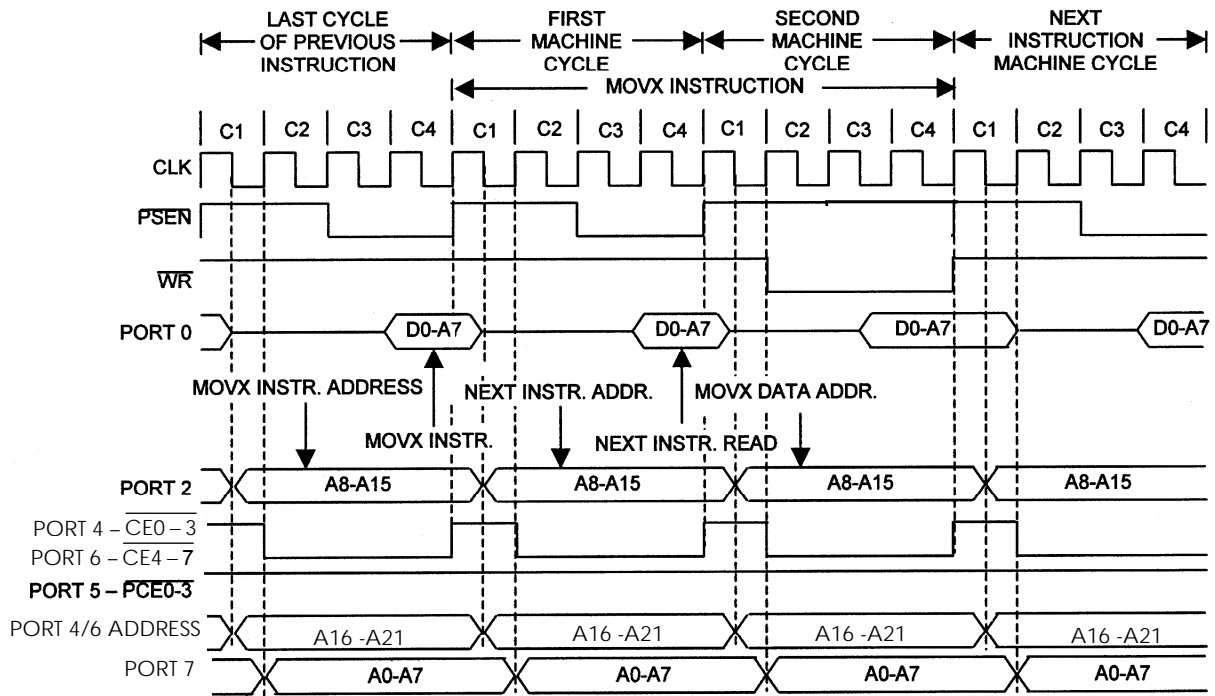 LAST CYCLE
OF PREVIOUS
INSTRUCTION
FIRST
MACHINE
CYCLE
SECOND
MACHINE
CYCLE
NEXT
INSTRUCTION
MACHINE CYCLE
MOVX INSTRUCTION
C1 C2 C3 C4 C1 C2 C3 C4 C1 C2 C3 C4 C1 C2 C3 C4
CLK
PSEN
WR
PORT 0 D0-A7 D0-A7 D0-A7 D0-A7
MOVX INSTR. ADDRESS NEXT INSTR. ADDR. MOVX DATA ADDR.
MOVX INSTR. NEXT INSTR. READ
PORT 2 A8-A15 A8-A15 A8-A15 A8-A15
PORT 4 – CE0 – 3
PORT 6 – CE4 – 7
PORT 5 – PCE0-3
PORT 4/6 ADDRESS A16 -A21 A16 -A21 A16 -A21 A16 -A21
PORT 7 A0-A7 A0-A7 A0-A7 A0-A7